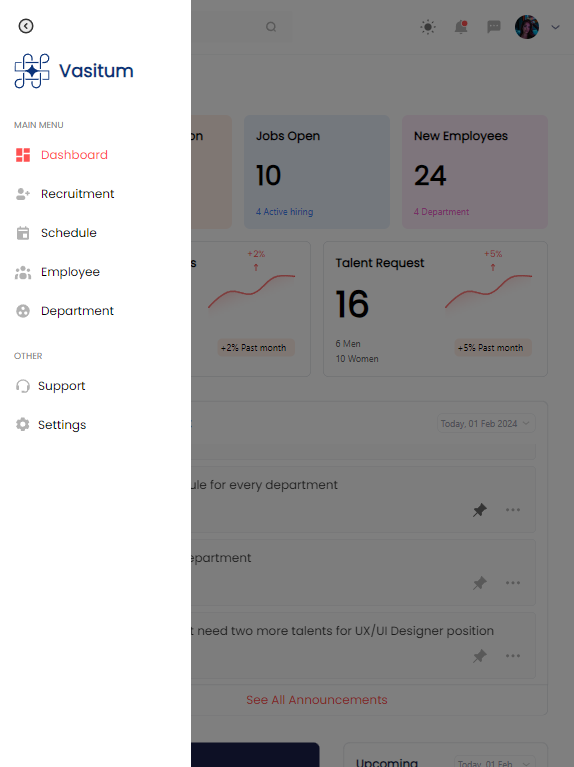 Vasitum
MAIN MENU
Dashboard
Recruitment
Schedule
Employee
Department
OTHER
Support
Settings
on
Jobs Open
10
4 Active hiring
New Employees
24
4 Department
s
+2%
+2% Past month
Talent Request
16
6 Men
10 Women
+5%
+5% Past month
Today, 01 Feb 2024
ule for every department
epartment
t need two more talents for UX/UI Designer position
See All Announcements
Upcoming
Today, 01 Feb